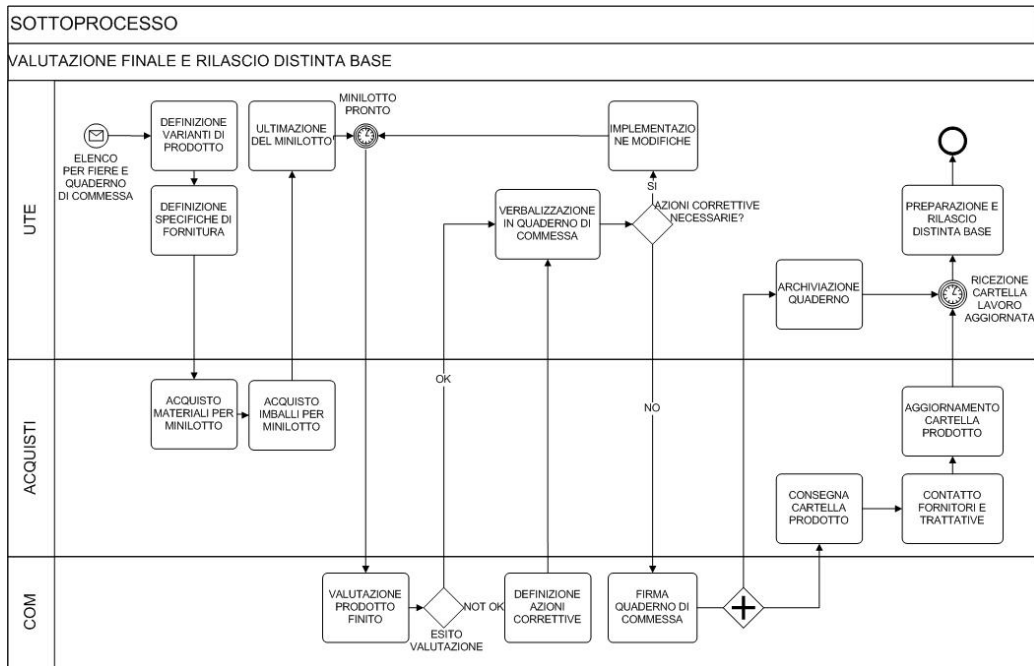 SOTTOPROCESSO
VALUTAZIONE FINALE E RILASCIO DISTINTA BASE
UTE
ELENCO
PER FIERE E
QUADERNO
DI COMMESSA
DEFINIZIONE
VARIANTI DI
PRODOTTO
DEFINIZIONE
SPECIFICHE DI
FORNITURA
ULTIMAZIONE
DEL MINILOTTO
MINILOTTO
PRONTO
VERBALIZZAZIONE
IN QUADERNO DI
COMMESSA
IMPLEMENTAZIO
NE MODIFICHE
SI
AZIONI CORRETTIVE
NECESSARIE?
ARCHIVIAZIONE
QUADERNO
PREPARAZIONE E
RILASCIO
DISTINTA BASE
RICEZIONE
CARTELLA
LAVORO
AGGIORNATA
ACQUISTI
ACQUISTO
MATERIALI PER
MINILOTTO
ACQUISTO
IMBALLI PER
MINILOTTO
OK
NO
AGGIORNAMENTO
CARTELLA
PRODOTTO
CONSEGNA
CARTELLA
PRODOTTO
CONTATTO
FORNITORI E
TRATTATIVE
COM
VALUTAZIONE
PRODOTTO
FINITO
ESITO
VALUTAZIONE
NOT OK
DEFINIZIONE
AZIONI
CORRETTIVE
FIRMA
QUADERNO DI
COMMESSA